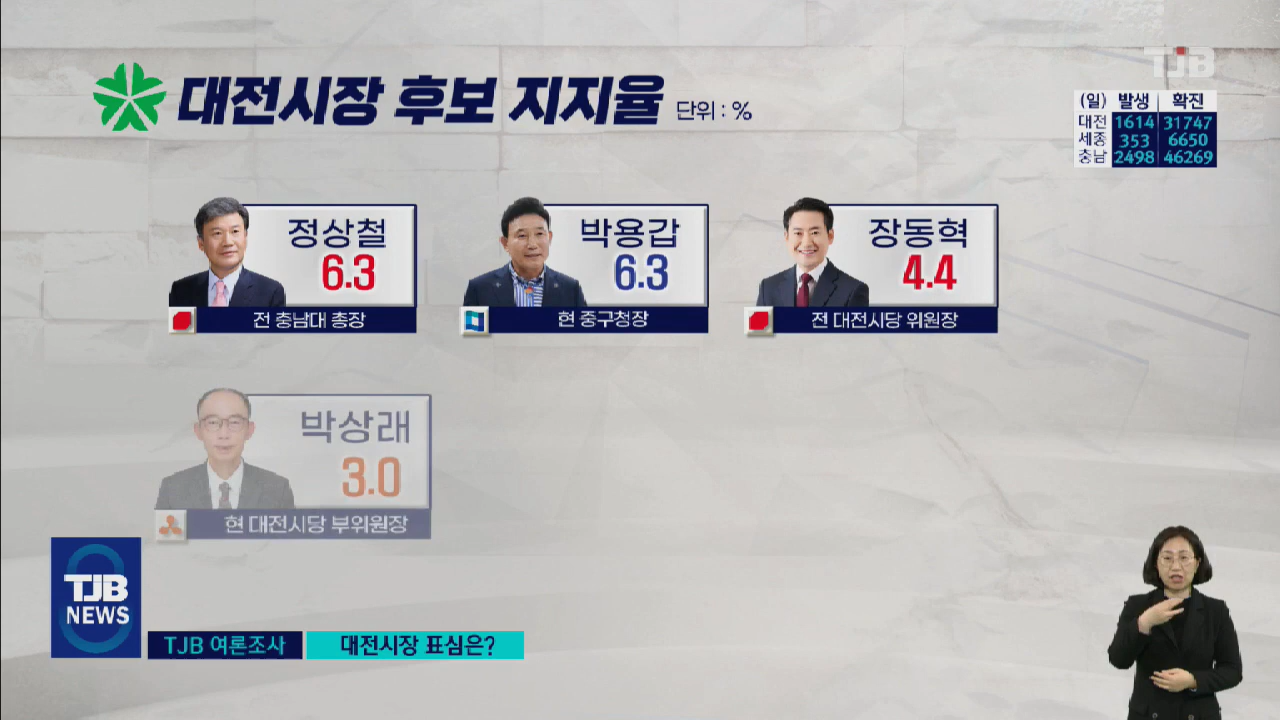 대전시장 후보 지지율 단위 : %
TJB
(일) 발생 확진
대전 1614 31747
세종 353 6650
충남 2498 46269
정상철
6.3
전 충남대 총장
박용갑
6.3
현 중구청장
장동혁
4.4
전 대전시당 위원장
박상래
3.0
현 대전시당 부위원장
TJB
NEWS
TJB 여론조사
대전시장 표심은?